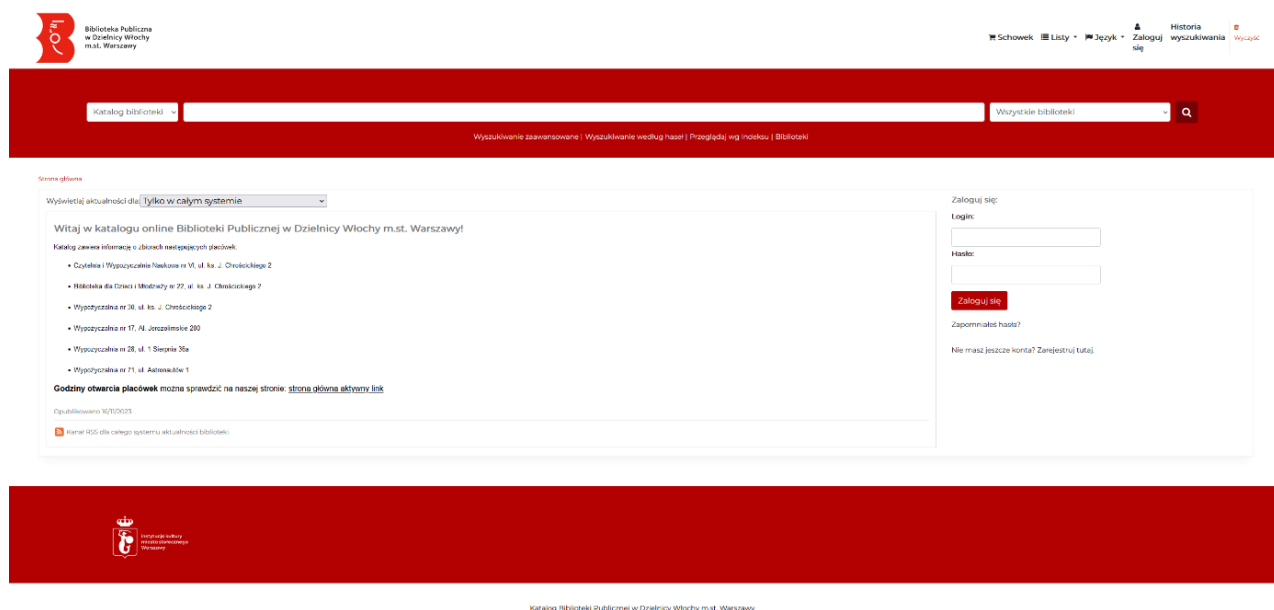 Biblioteka Publiczna
w Dzielnicy Włochy
m.st. Warszawy
Schowek Listy Język Zaloguj się Historia wyszukiwania Wyczyść
Katalog biblioteki Wszystkie biblioteki
Wyszukiwanie zaawansowane | Wyszukiwanie według haseł | Przeglądaj wg Indeksu | Biblioteki
Strona główna
Wyświetlaj aktualności dla: Tylko w całym systemie
Witaj w katalogu online Biblioteki Publicznej w Dzielnicy Włochy m.st. Warszawy!
Katalog zawiera informację o zbiorach następujących placówek:
• Czytelnia i Wypożyczalnia Naukowa nr VI, ul. ks. J. Chrościckiego 2
• Biblioteka dla Dzieci i Młodzieży nr 22, ul. ks. J. Chrościckiego 2
• Wypożyczalnia nr 30, ul. ks. J. Chrościckiego 2
• Wypożyczalnia nr 17, Al. Jerozolimskie 200
• Wypożyczalnia nr 28, ul. 1 Sierpnia 36a
• Wypożyczalnia nr 71, ul. Astronautów 1
Godziny otwarcia placówek można sprawdzić na naszej stronie: strona główna aktywny link
Opublikowano 16/11/2023
Kanał RSS dla całego systemu aktualności biblioteki
Zaloguj się:
Login:
Hasło:
Zaloguj się
Zapomniałeś hasła?
Nie masz jeszcze konta? Zarejestruj tutaj.
instytucja kultury
miasta stołecznego
Warszawy
Katalog Biblioteki Publicznej w Dzielnicy Włochy m.st. Warszawy